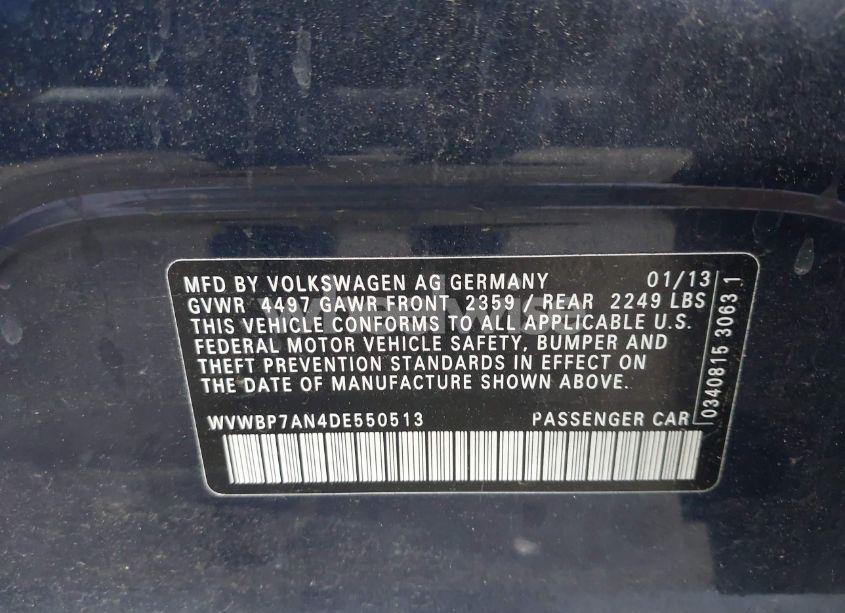 MFD BY VOLKSWAGEN AG GERMANY 01/13
GVWR 4497 GAWR FRONT 2359 REAR 2249 LBS
THIS VEHICLE CONFORMS TO ALL APPLICABLE U.S.
FEDERAL MOTOR VEHICLE SAFETY, BUMPER AND
THEFT PREVENTION STANDARDS IN EFFECT ON
THE DATE OF MANUFACTURE SHOWN ABOVE.
WVWBP7AN4DE550513 PASSENGER CAR
0340815 3063 1